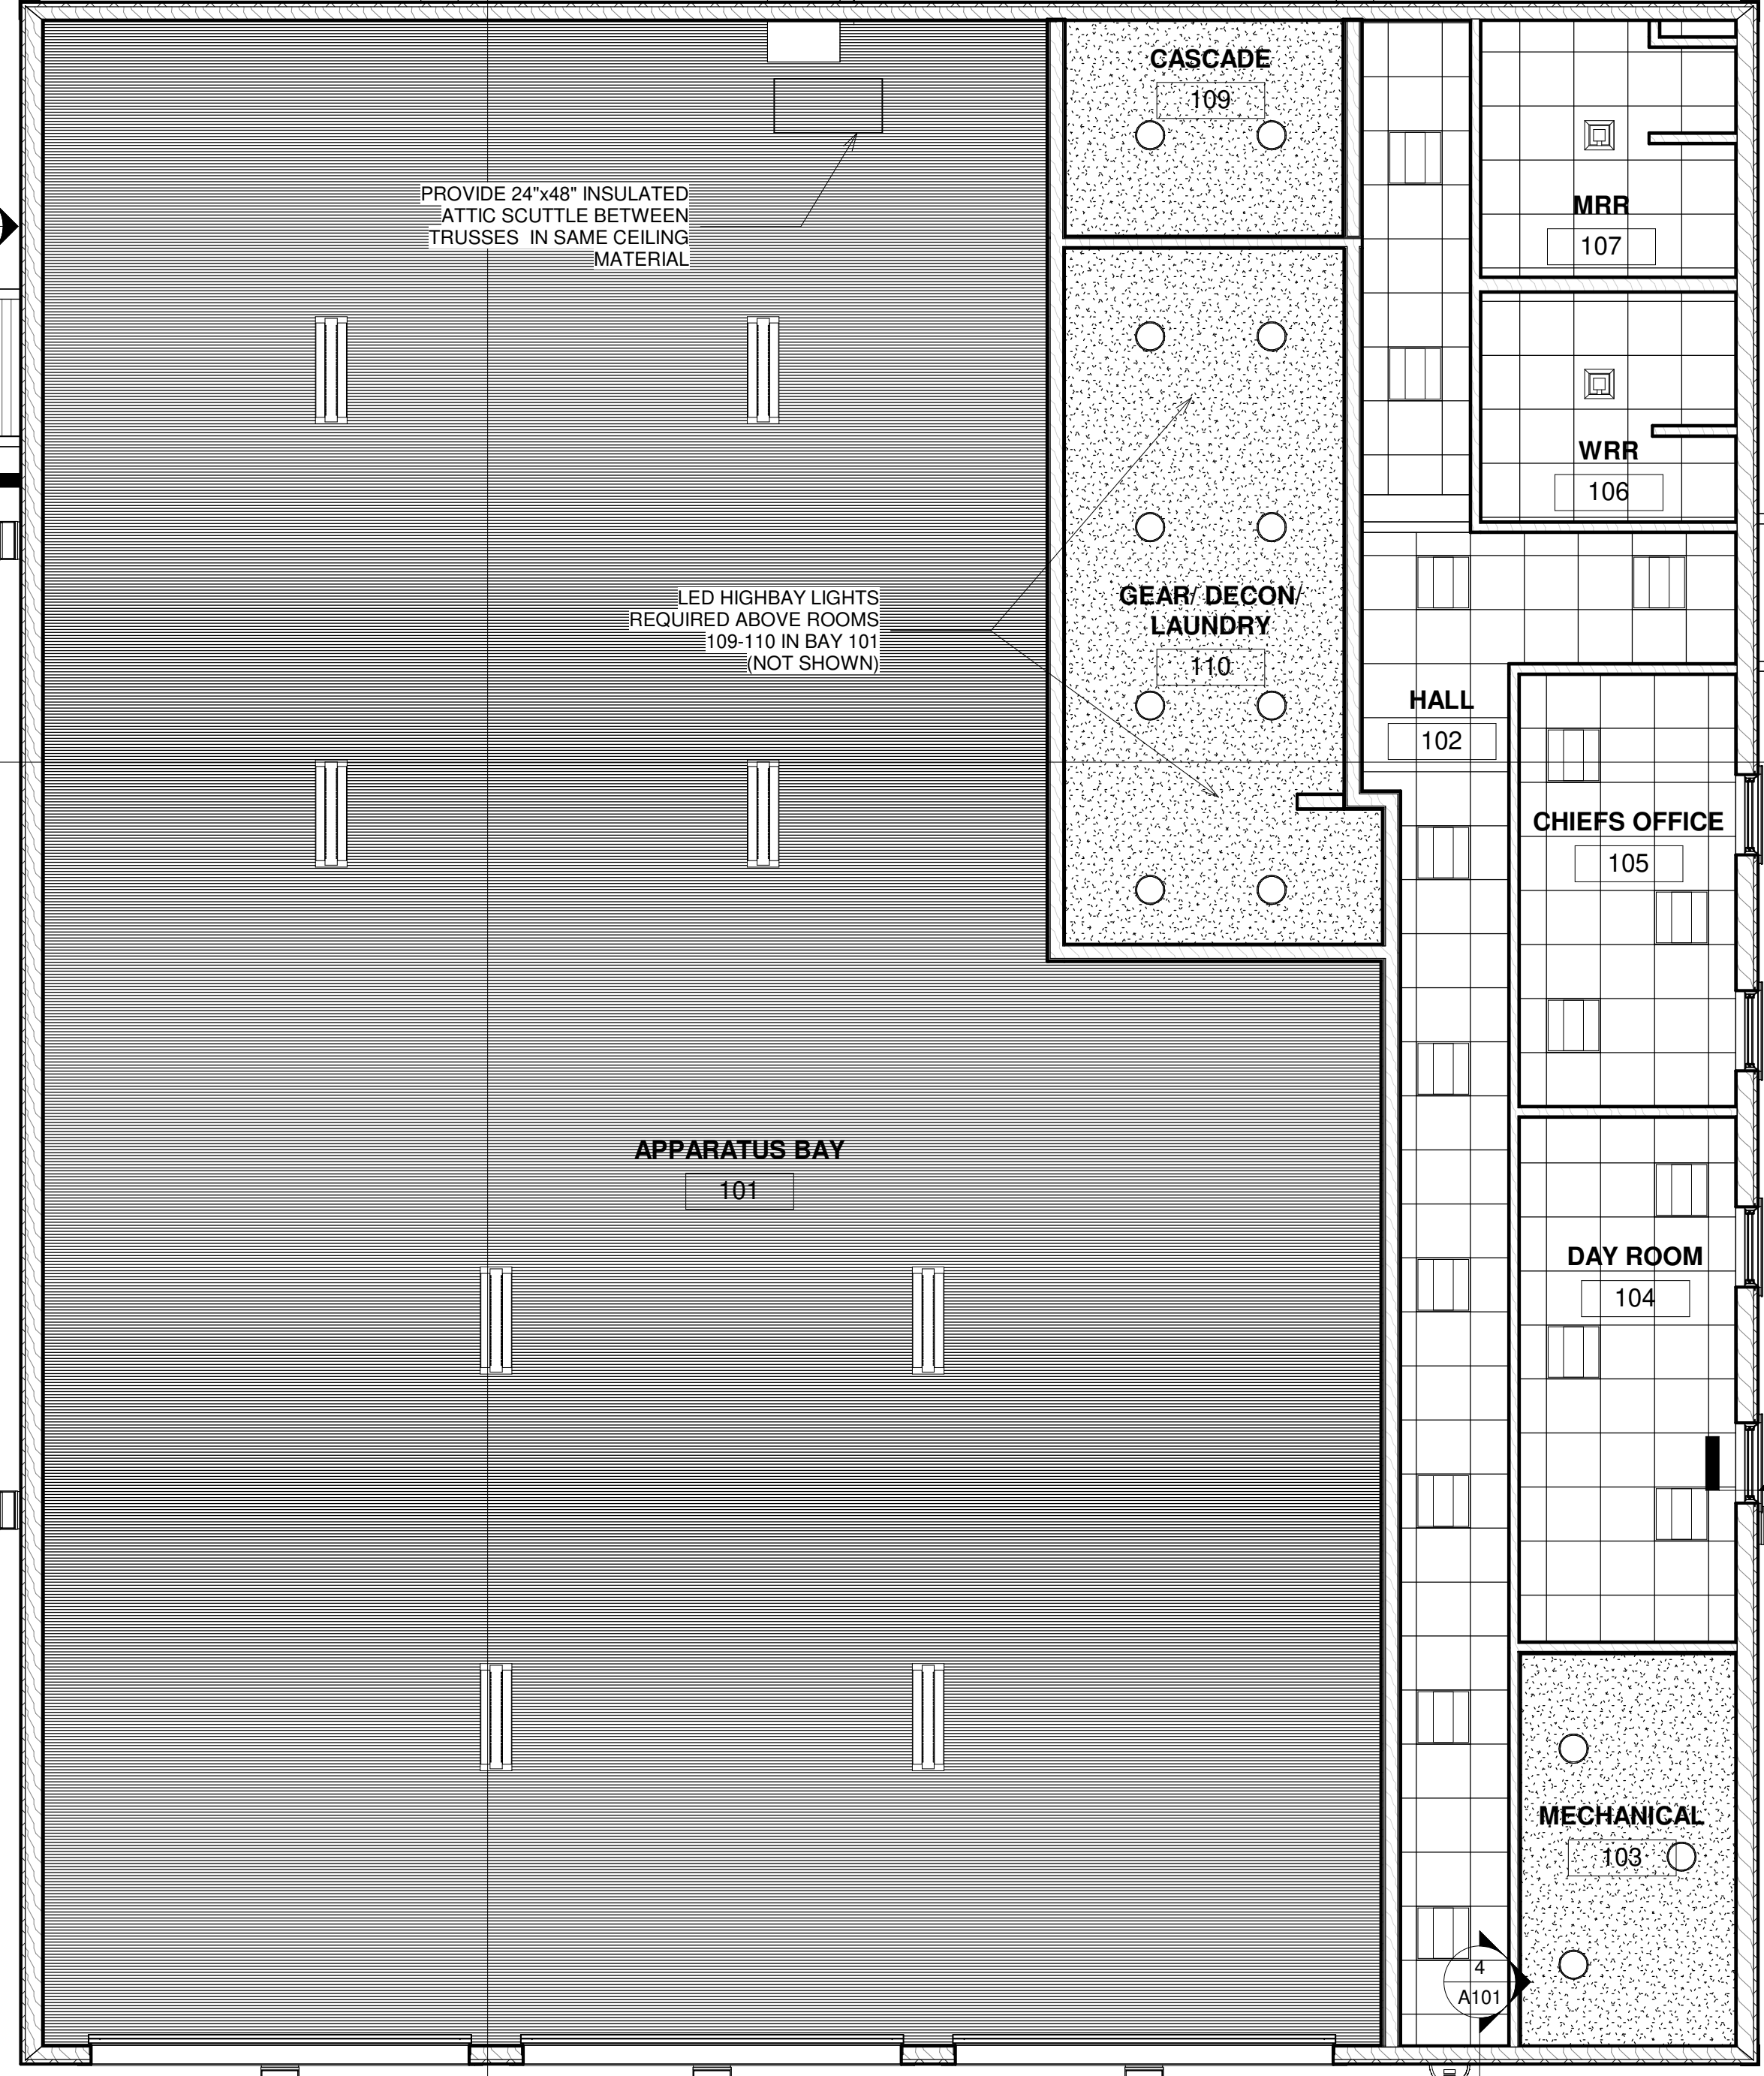 CASCADE
109
PROVIDE 24"x48" INSULATED
ATTIC SCUTTLE BETWEEN
TRUSSES IN SAME CEILING
MATERIAL
MRR
107
WRR
106
LED HIGHBAY LIGHTS
REQUIRED ABOVE ROOMS
109-110 IN BAY 101
(NOT SHOWN)
GEAR/ DECON/
LAUNDRY
110
HALL
102
CHIEFS OFFICE
105
APPARATUS BAY
101
DAY ROOM
104
MECHANICAL
103
4
A101